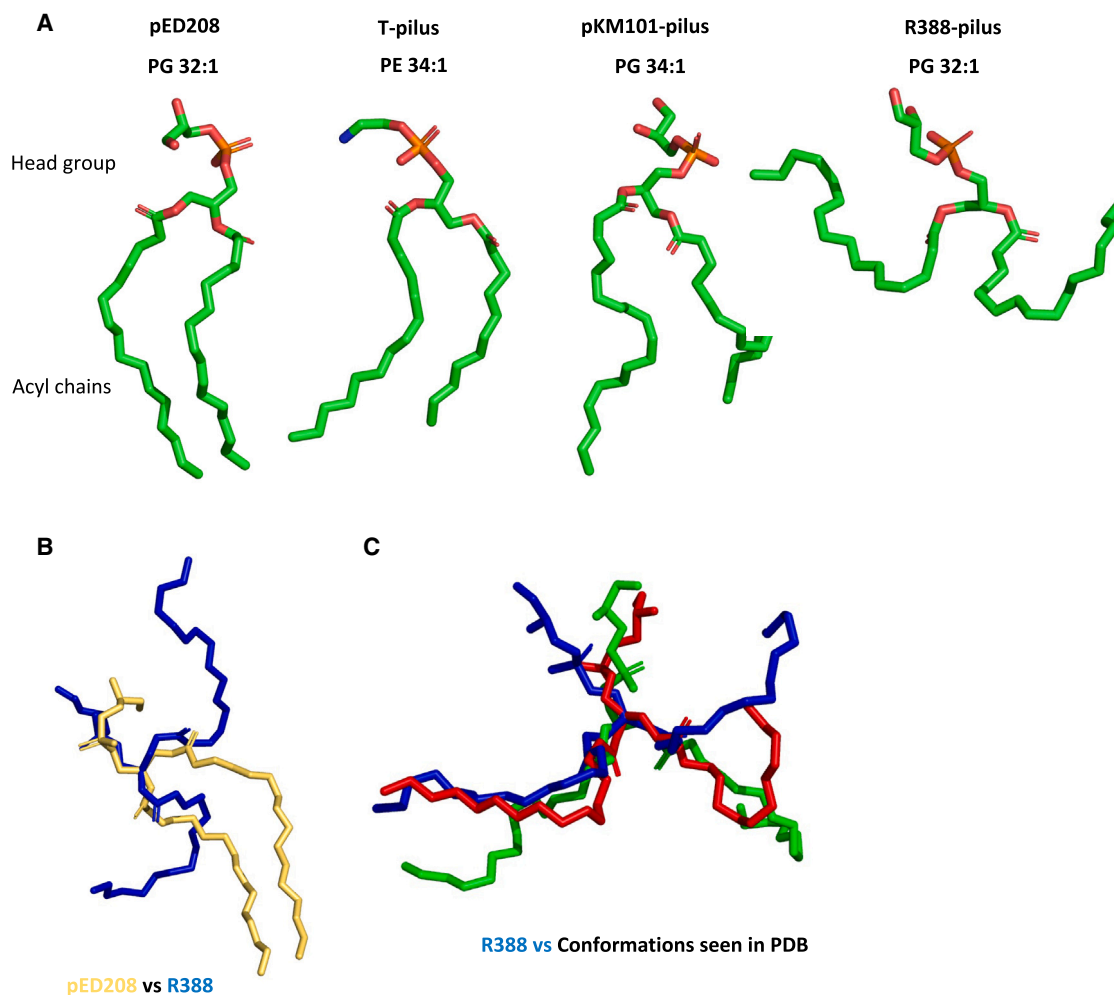 A
pED208
T-pilus
pKM101-pilus
R388-pilus
PG 32:1
PE 34:1
PG 34:1
PG 32:1
Head group
Acyl chains
B
C
R388 vs Conformations seen in PDB
pED208 vs R388